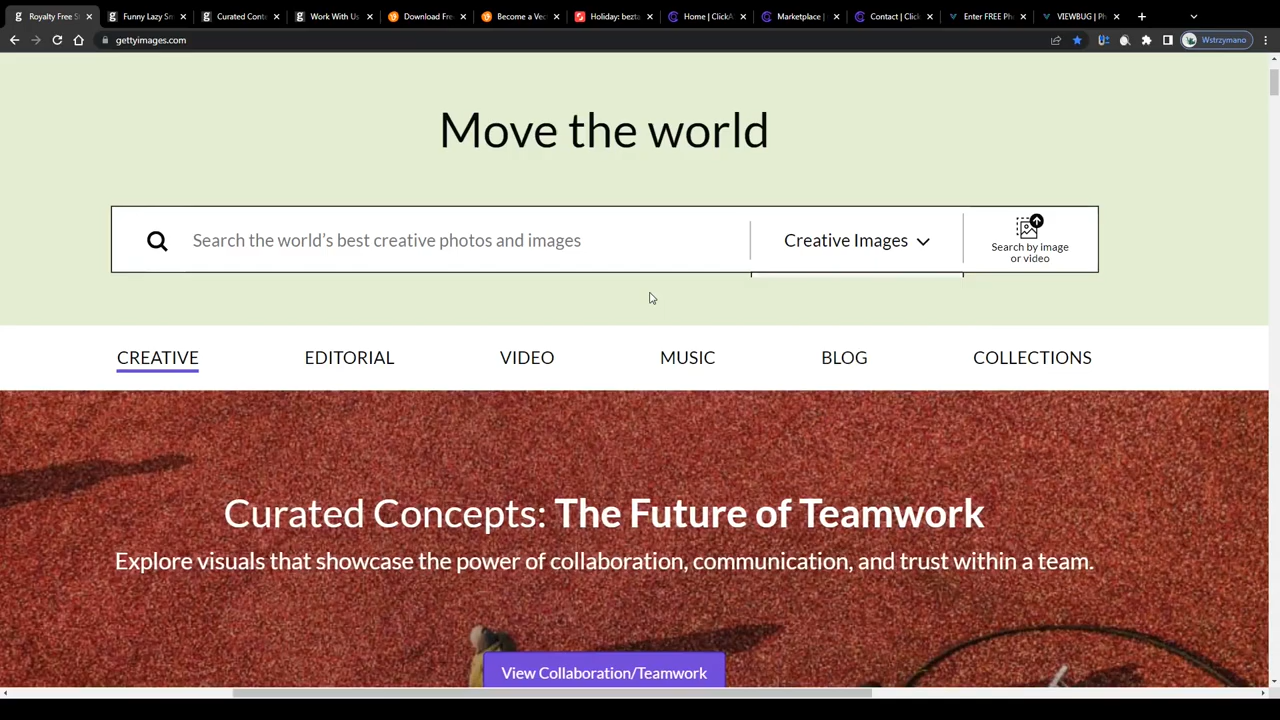 Royalty Free St
Funny Lazy Sn
Curated Cont
Work With Us
Download Fre
Become a Vec
Holiday: bezta
Home | ClickA
Marketplace |
Contact | Click
Enter FREE Ph
VIEWBUG | Ph
gettyimages.com
Wstrzymano
Move the world
Search the world's best creative photos and images
Creative Images
Search by image
or video
CREATIVE
EDITORIAL
VIDEO
MUSIC
BLOG
COLLECTIONS
Curated Concepts: The Future of Teamwork
Explore visuals that showcase the power of collaboration, communication, and trust within a team.
View Collaboration/Teamwork